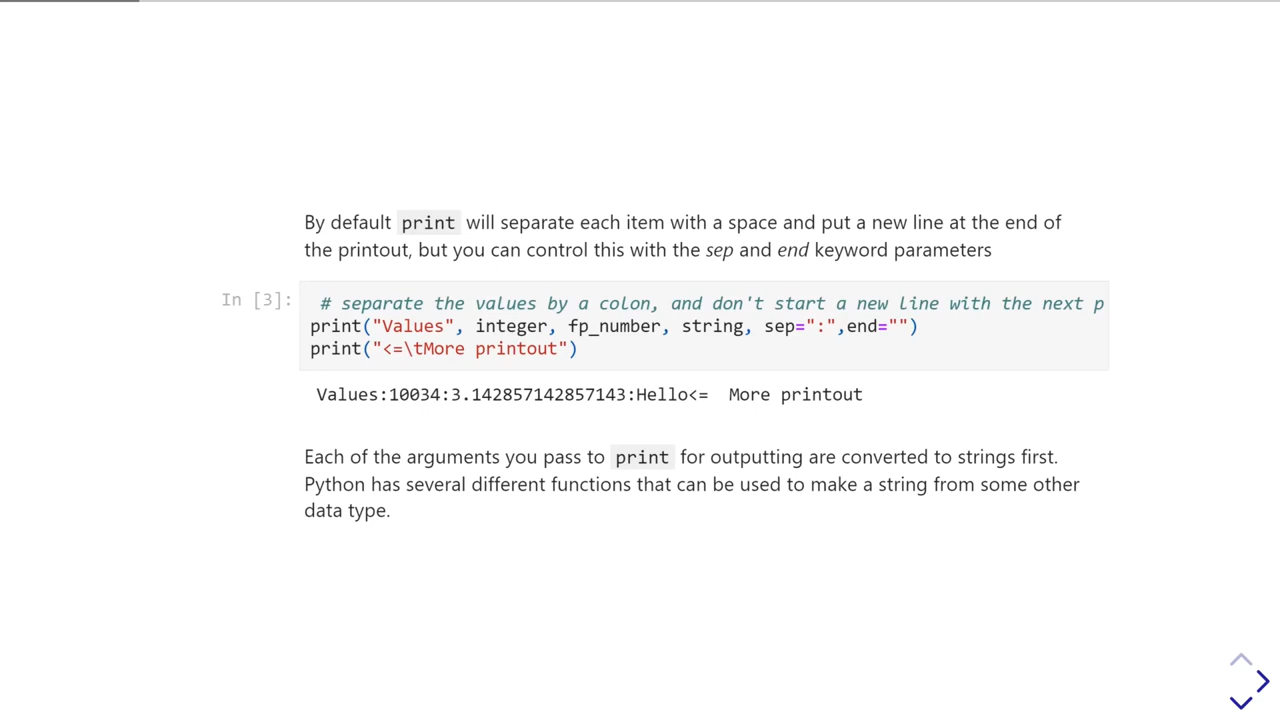 By default print will separate each item with a space and put a new line at the end of
the printout, but you can control this with the sep and end keyword parameters
In [3]:
# separate the values by a colon, and don't start a new line with the next p
print("Values", integer, fp_number, string, sep=":",end="")
print("<=\tMore printout")
Values:10034:3.142857142857143:Hello<=  More printout
Each of the arguments you pass to print for outputting are converted to strings first.
Python has several different functions that can be used to make a string from some other
data type.